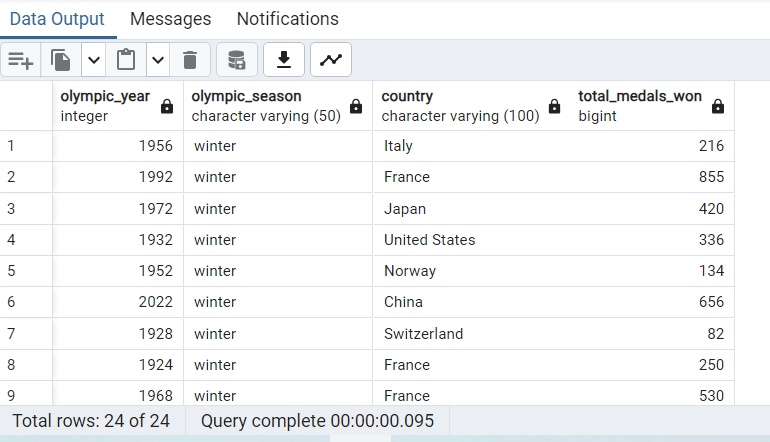 Data Output Messages Notifications
olympic_year olympic_season country total_medals_won
integer character varying (50) character varying (100) bigint
1 1956 winter Italy 216
2 1992 winter France 855
3 1972 winter Japan 420
4 1932 winter United States 336
5 1952 winter Norway 134
6 2022 winter China 656
7 1928 winter Switzerland 82
8 1924 winter France 250
9 1968 winter France 530
Total rows: 24 of 24 Query complete 00:00:00.095